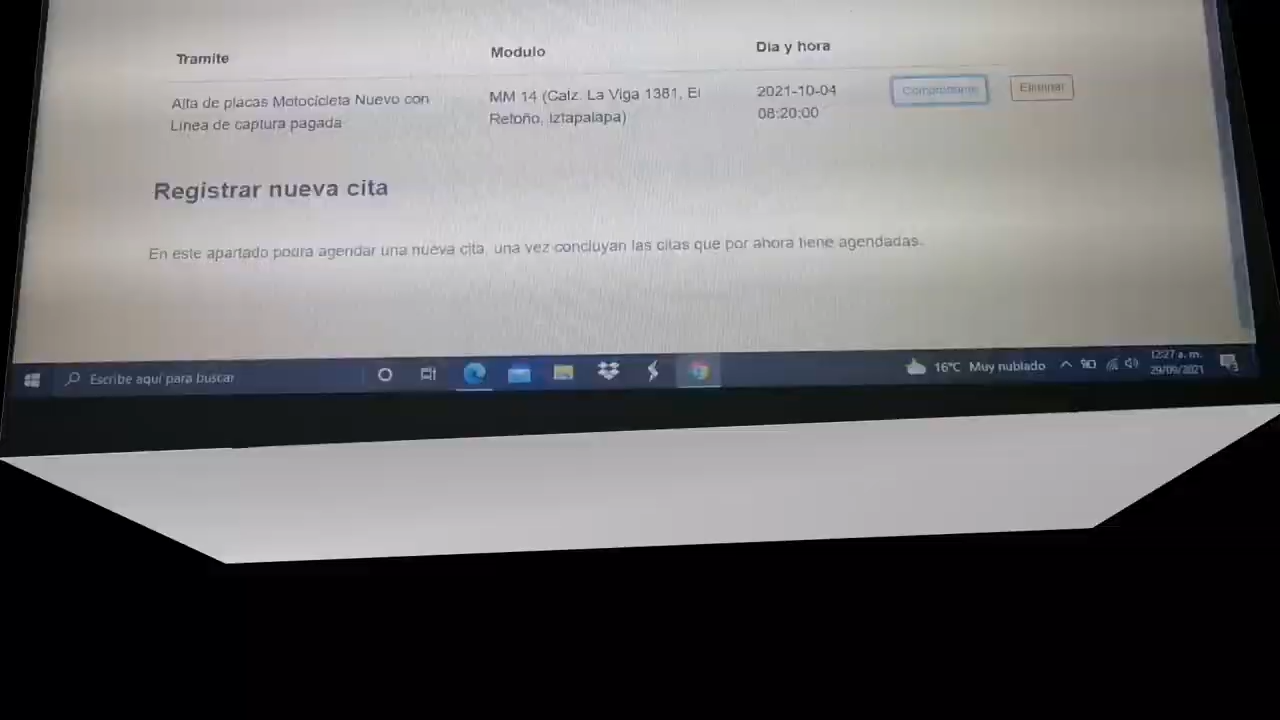 Tramite Modulo Dia y hora
Alta de placas Motocicleta Nuevo con MM 14 (Calz. La Viga 1381, El 2021-10-04 Comprobante Eliminar
Linea de captura pagada Retoño, Iztapalapa) 08:20:00
Registrar nueva cita
En este apartado podra agendar una nueva cita, una vez concluyan las citas que por ahora tiene agendadas.
Escribe aquí para buscar 16°C Muy nublado 12:27 a. m.
29/09/2021
3